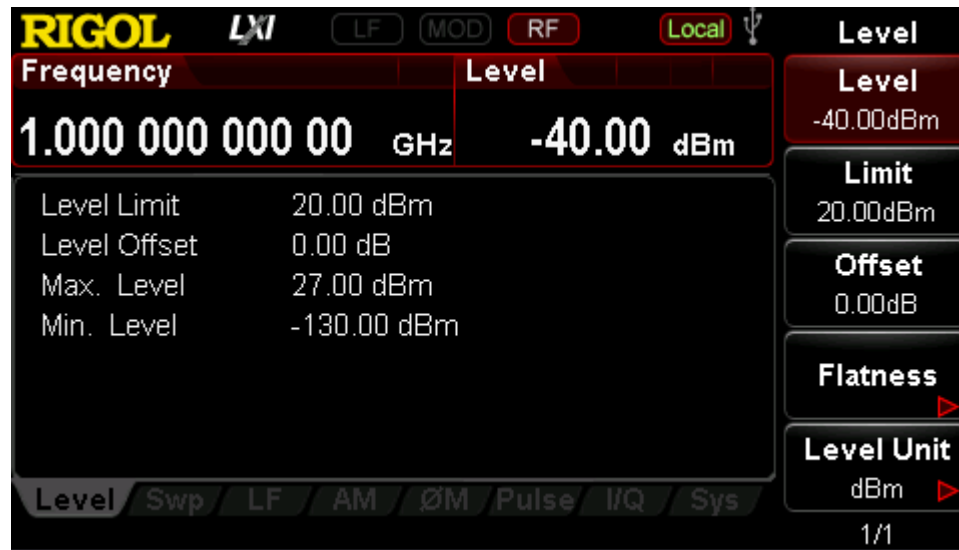 RIGOL LXI LF MOD RF Local
Frequency
1.000 000 000 00 GHz
Level
-40.00 dBm
Level Limit 20.00 dBm
Level Offset 0.00 dB
Max. Level 27.00 dBm
Min. Level -130.00 dBm
Level Swp LF AM ØM Pulse I/Q Sys
Level
Level
-40.00dBm
Limit
20.00dBm
Offset
0.00dB
Flatness
Level Unit
dBm
1/1